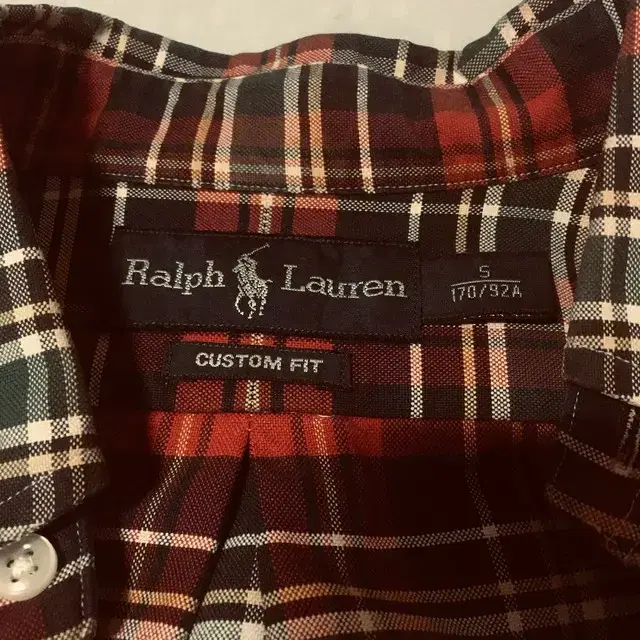 Ralph Lauren
S
170/92A
CUSTOM FIT